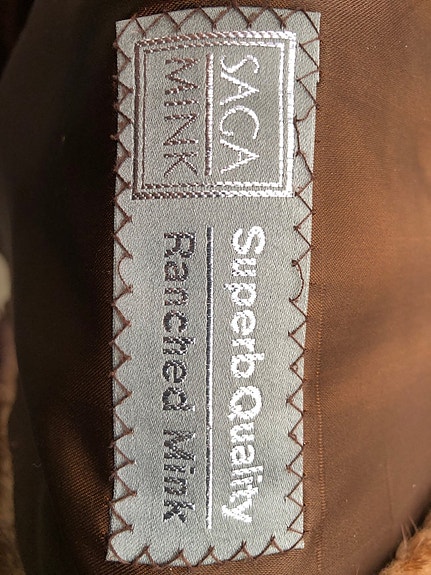 SAGA
MINK
Superb Quality
Ranched Mink